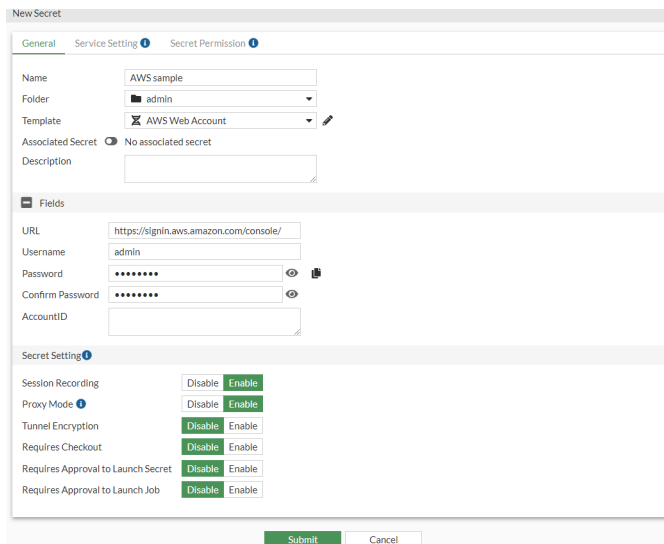 New Secret
General Service Setting Secret Permission
Name AWS sample
Folder admin
Template AWS Web Account
Associated Secret No associated secret
Description
Fields
URL https://signin.aws.amazon.com/console/
Username admin
Password ••••••••
Confirm Password ••••••••
AccountID
Secret Setting
Session Recording Disable Enable
Proxy Mode Disable Enable
Tunnel Encryption Disable Enable
Requires Checkout Disable Enable
Requires Approval to Launch Secret Disable Enable
Requires Approval to Launch Job Disable Enable
Submit Cancel